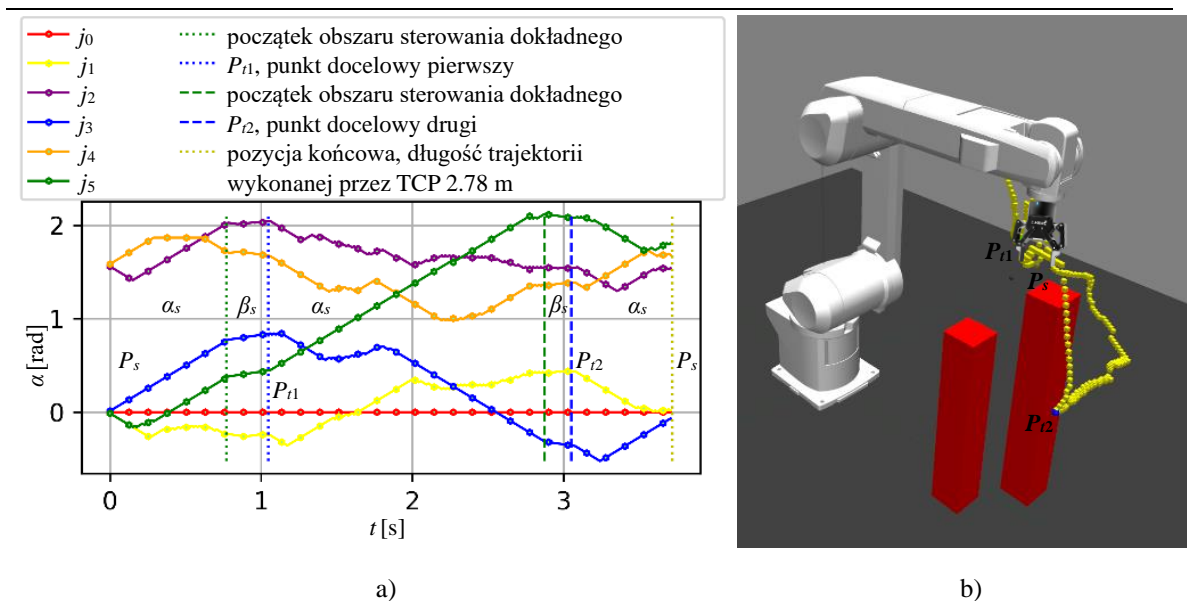 j0 początek obszaru sterowania dokładnego
j1 Pt1, punkt docelowy pierwszy
j2 początek obszaru sterowania dokładnego
j3 Pt2, punkt docelowy drugi
j4 pozycja końcowa, długość trajektorii
j5 wykonanej przez TCP 2.78 m
2
1
0
α [rad]
αs βs αs βs αs
Ps Pt2 Ps
Pt1
0 1 2 3
t [s]
Pt1
Ps
Pt2
a) b)